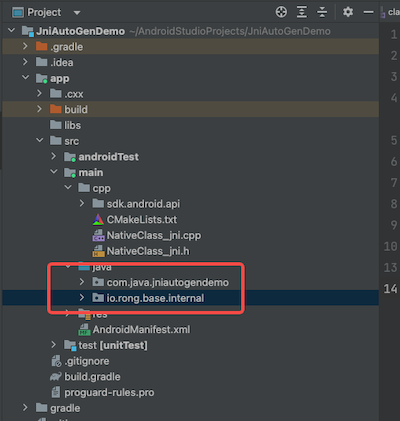 Project
cla
JniAutoGenDemo ~/AndroidStudioProjects/JniAutoGenDemo
1
.gradle
2
.idea
3
app
4
.cxx
build
5
libs
6
src
7
androidTest
8
main
9
cpp
sdk.android.api
10
CMakeLists.txt
11
NativeClass_jni.cpp
12
NativeClass_jni.h
java
com.java.jniautogendemo
13
io.rong.base.internal
14
res
AndroidManifest.xml
test [unitTest]
.gitignore
build.gradle
proguard-rules.pro
gradle